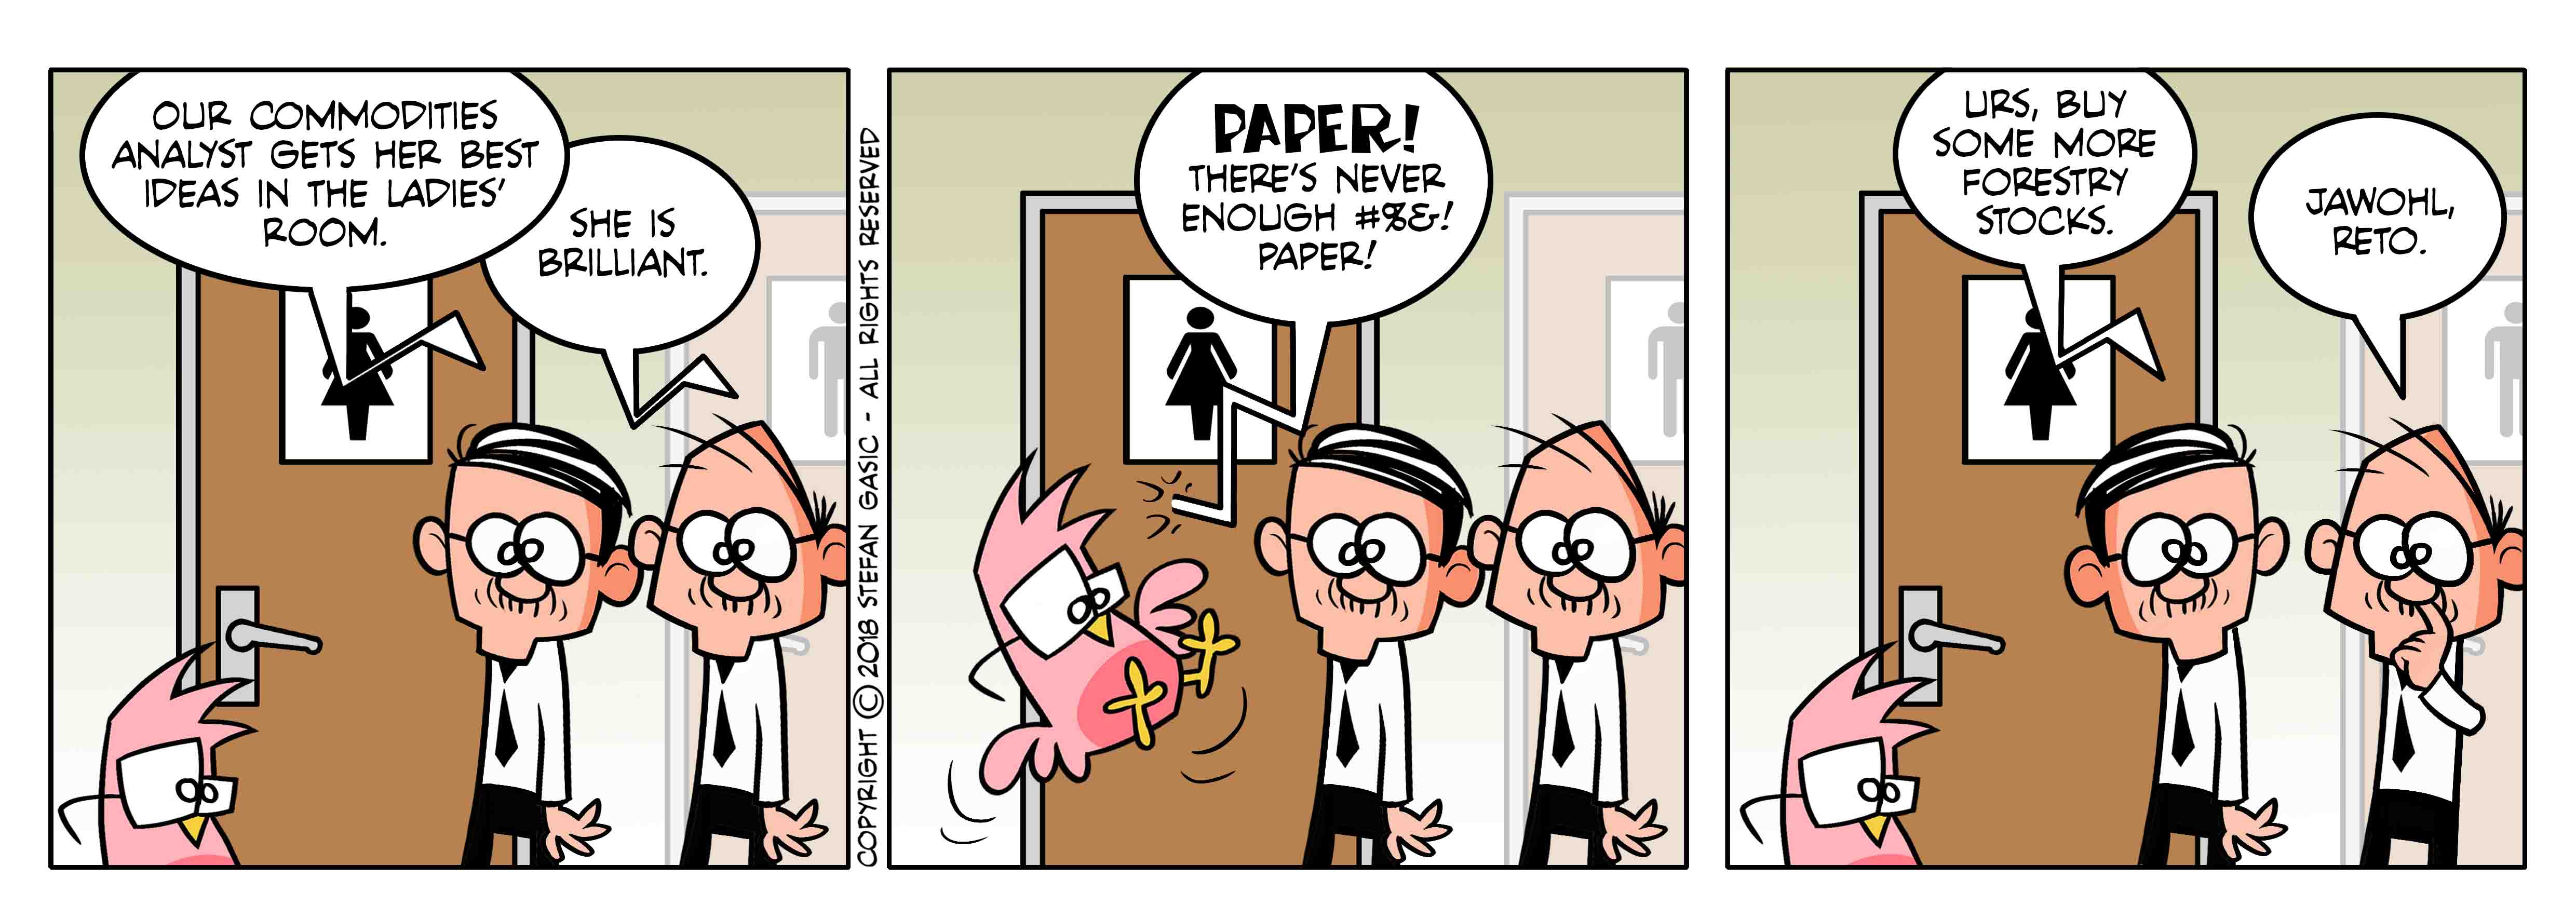 OUR COMMODITIES
ANALYST GETS HER BEST
IDEAS IN THE LADIES'
ROOM.
SHE IS
BRILLIANT.
COPYRIGHT © 2018 STEFAN GASIC - ALL RIGHTS RESERVED
PAPER!
THERE'S NEVER
ENOUGH #%&!
PAPER!
URS, BUY
SOME MORE
FORESTRY
STOCKS.
JAWOHL,
RETO.